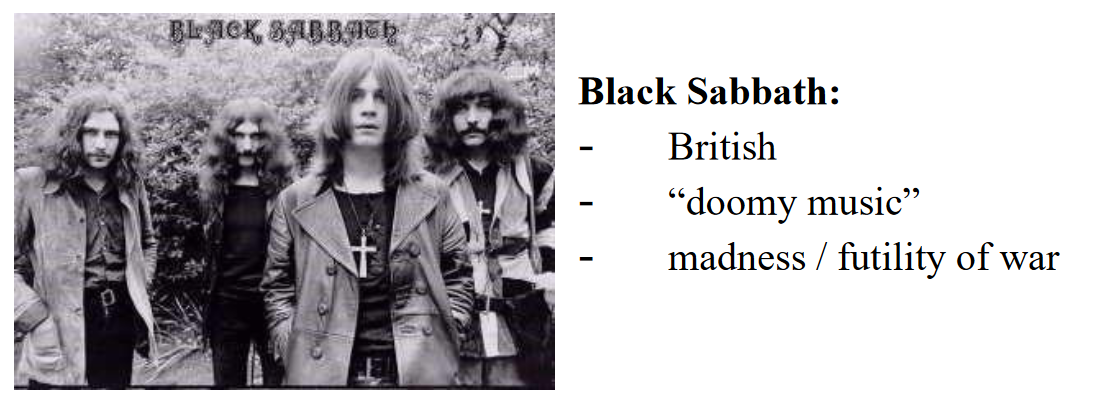 BLACK SABBATH
Black Sabbath:
- British
- “doomy music”
- madness / futility of war